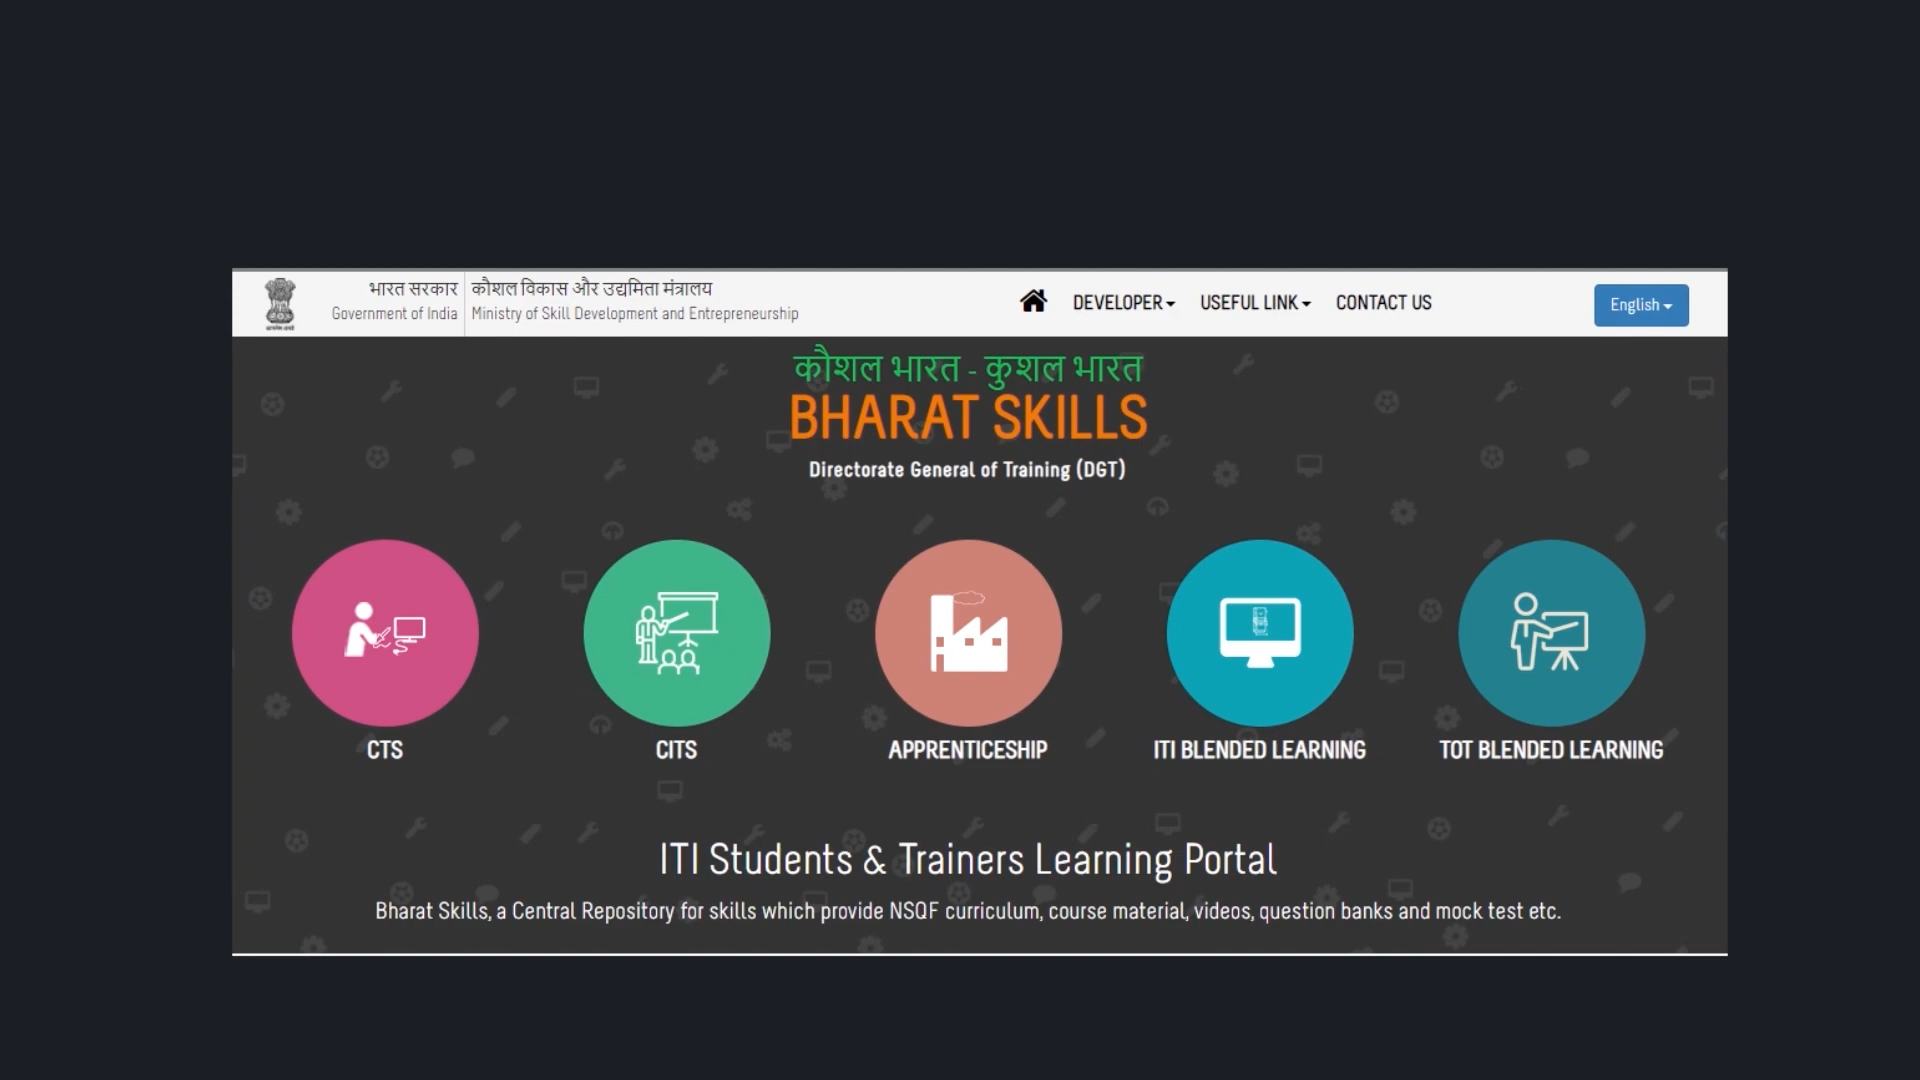 भारत सरकार
Government of India
कौशल विकास और उद्यमिता मंत्रालय
Ministry of Skill Development and Entrepreneurship
DEVELOPER
USEFUL LINK
CONTACT US
English
कौशल भारत - कुशल भारत
BHARAT SKILLS
Directorate General of Training (DGT)
CTS
CITS
APPRENTICESHIP
ITI BLENDED LEARNING
TOT BLENDED LEARNING
ITI Students & Trainers Learning Portal
Bharat Skills, a Central Repository for skills which provide NSQF curriculum, course material, videos, question banks and mock test etc.